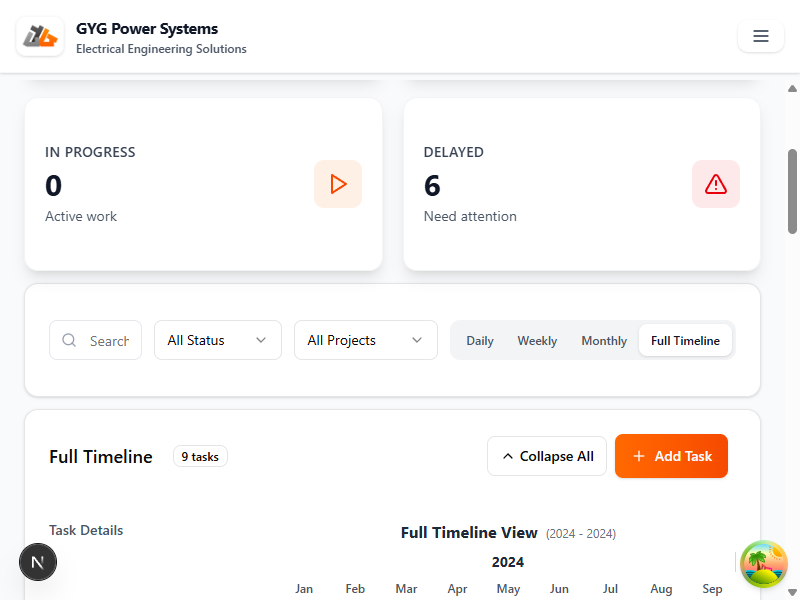 GYG Power Systems
Electrical Engineering Solutions
IN PROGRESS
0
Active work
DELAYED
6
Need attention
Search
All Status
All Projects
Daily
Weekly
Monthly
Full Timeline
Full Timeline
9 tasks
Collapse All
Add Task
Task Details
Full Timeline View (2024 - 2024)
2024
Jan Feb Mar Apr May Jun Jul Aug Sep
N